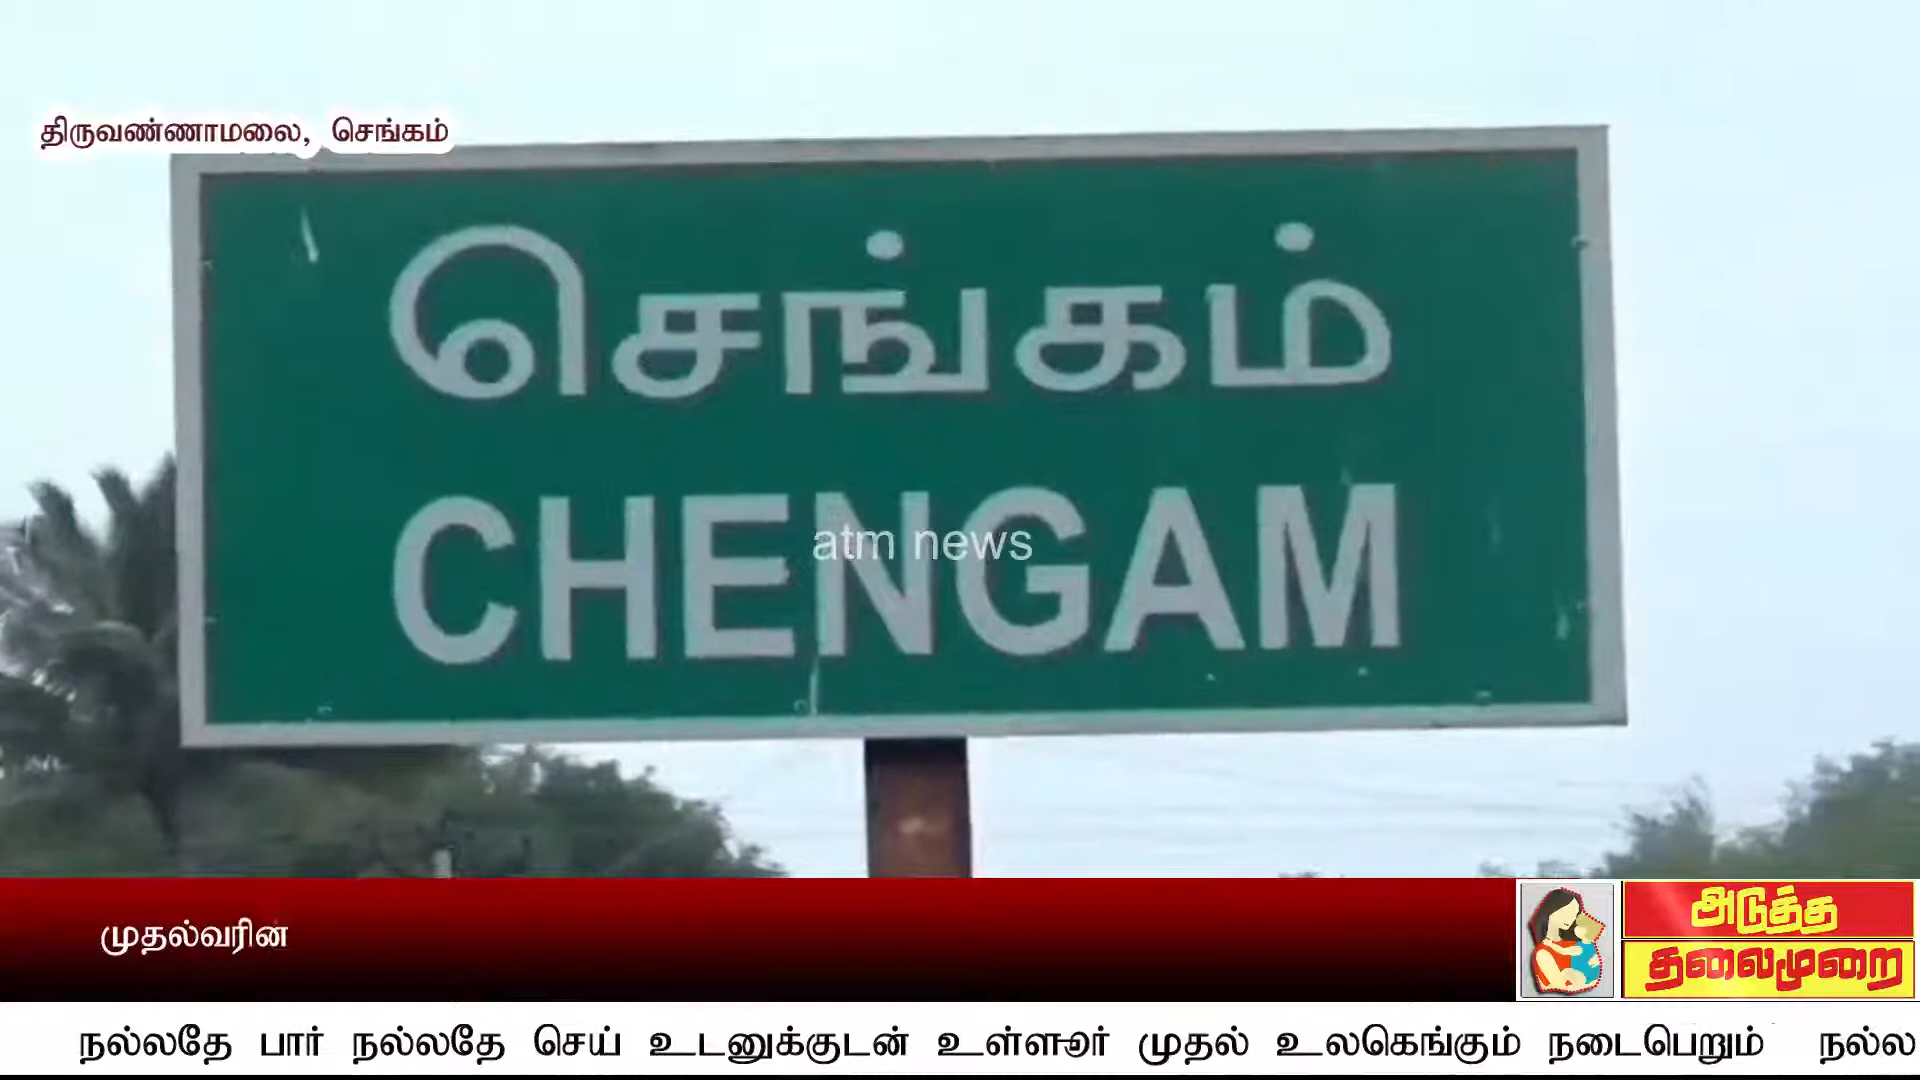 திருவண்ணாமலை, செங்கம்
செங்கம்
CHENGAM
atm news
முதல்வரின்
அடுத்த
தலைமுறை
நல்லதே பார் நல்லதே செய் உடனுக்குடன் உள்ளூர் முதல் உலகெங்கும் நடைபெறும் நல்ல